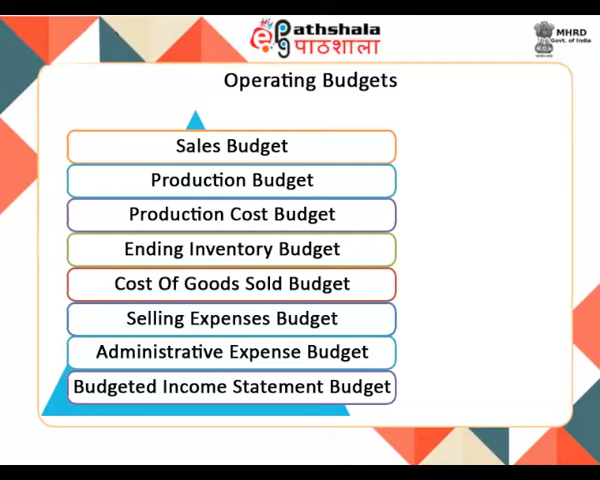 ePg Pathshala
पाठशाला
MHRD
Govt. of India
Operating Budgets
Sales Budget
Production Budget
Production Cost Budget
Ending Inventory Budget
Cost Of Goods Sold Budget
Selling Expenses Budget
Administrative Expense Budget
Budgeted Income Statement Budget